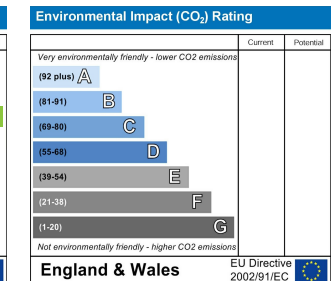 Environmental Impact (CO₂) Rating
Current Potential
Very environmentally friendly - lower CO2 emissions
(92 plus) A
(81-91) B
(69-80) C
(55-68) D
(39-54) E
(21-38) F
(1-20) G
Not environmentally friendly - higher CO2 emissions
England & Wales
EU Directive
2002/91/EC